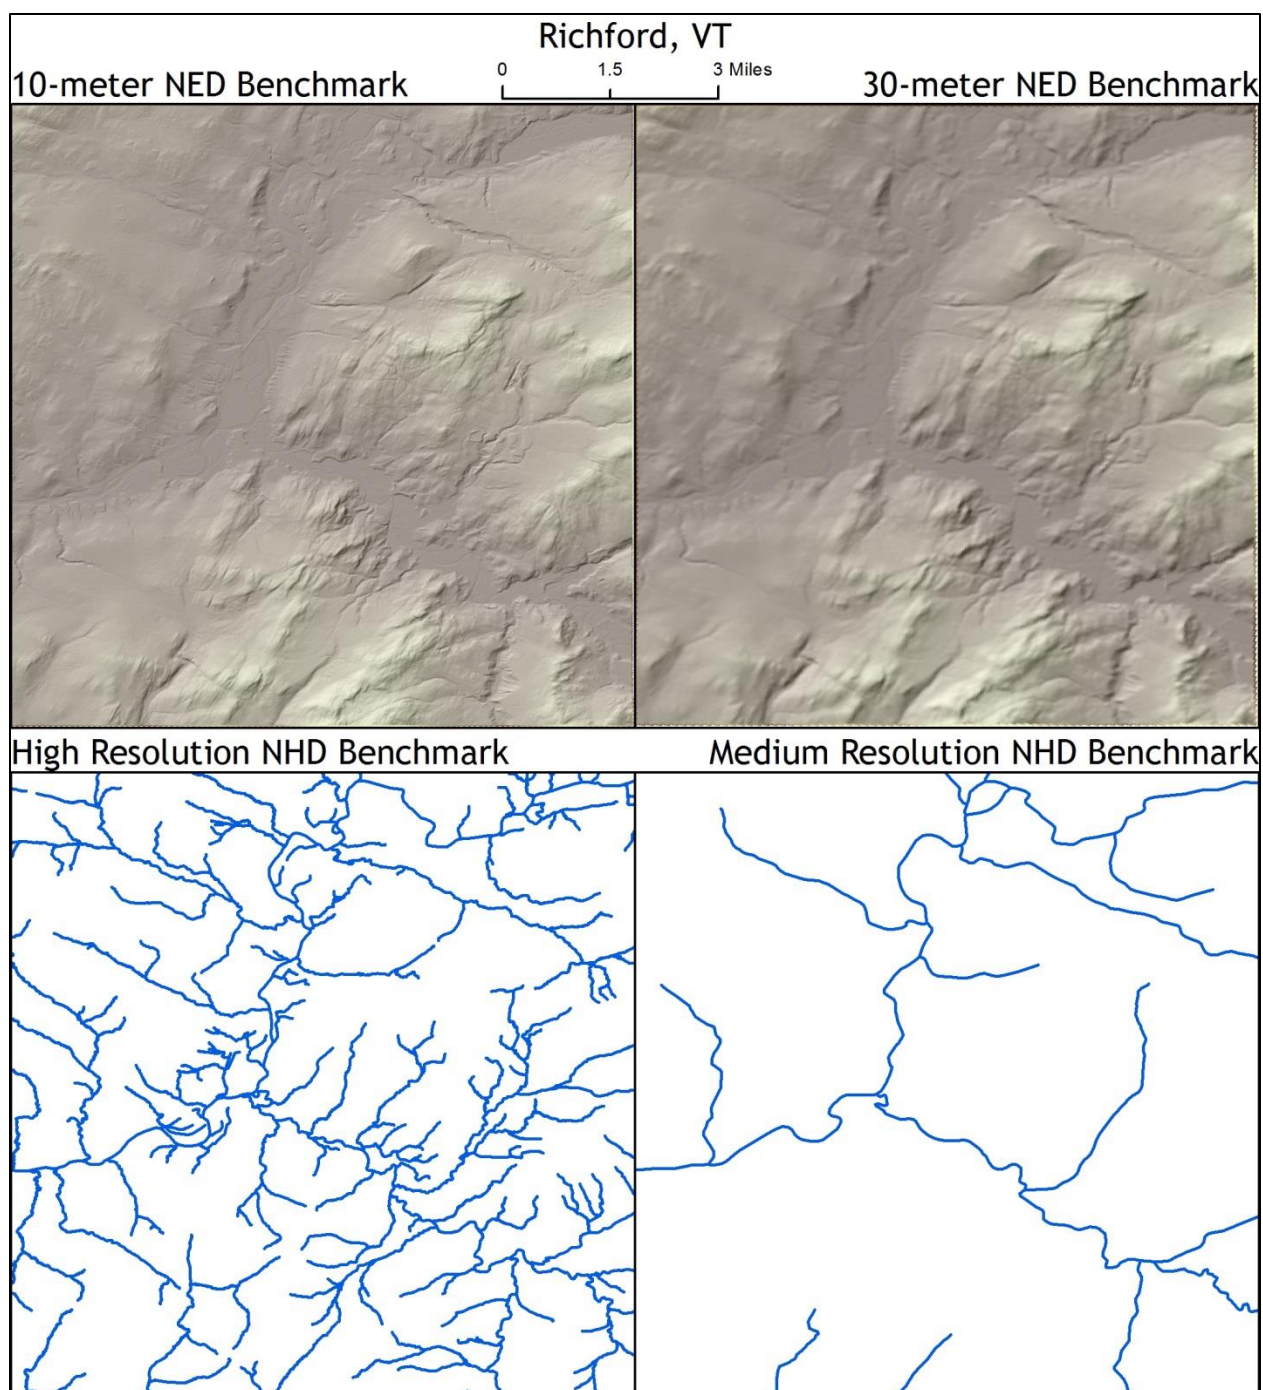 Richford, VT
10-meter NED Benchmark
0 1.5 3 Miles
30-meter NED Benchmark
High Resolution NHD Benchmark
Medium Resolution NHD Benchmark